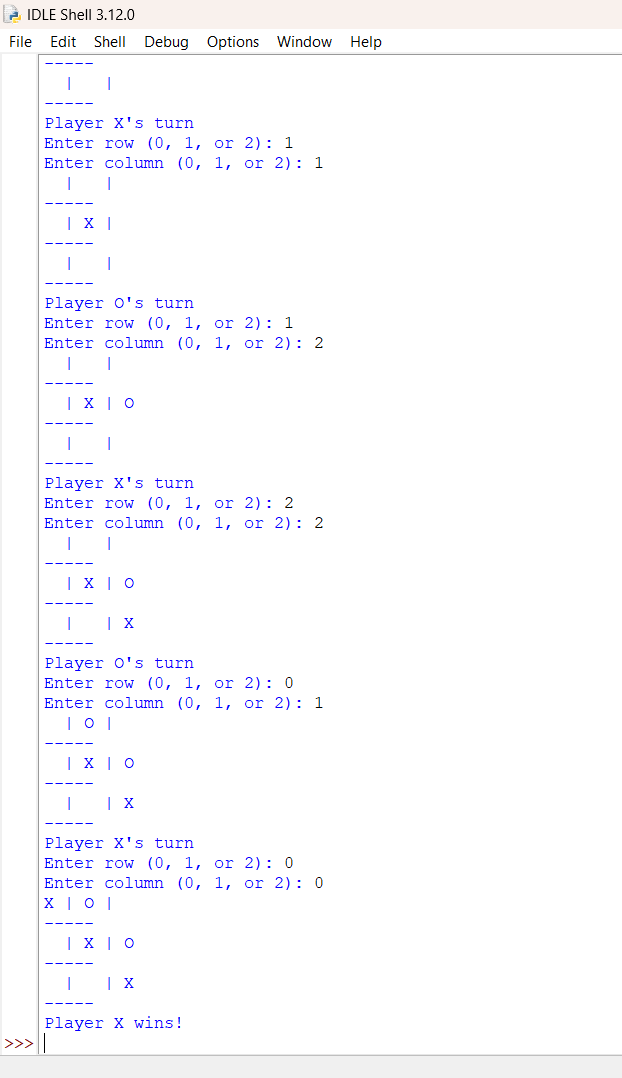 IDLE Shell 3.12.0
File Edit Shell Debug Options Window Help
-----
  |   |
-----
Player X's turn
Enter row (0, 1, or 2): 1
Enter column (0, 1, or 2): 1
  |   |
-----
  | X |
-----
  |   |
-----
Player O's turn
Enter row (0, 1, or 2): 1
Enter column (0, 1, or 2): 2
  |   |
-----
  | X | O
-----
  |   |
-----
Player X's turn
Enter row (0, 1, or 2): 2
Enter column (0, 1, or 2): 2
  |   |
-----
  | X | O
-----
  |   | X
-----
Player O's turn
Enter row (0, 1, or 2): 0
Enter column (0, 1, or 2): 1
  | O |
-----
  | X | O
-----
  |   | X
-----
Player X's turn
Enter row (0, 1, or 2): 0
Enter column (0, 1, or 2): 0
X | O |
-----
  | X | O
-----
  |   | X
-----
Player X wins!
>>>